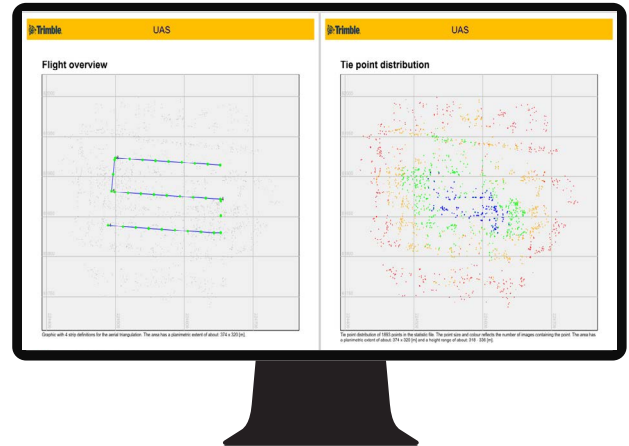 Trimble
UAS
Flight overview
Graphic with 4 strip definitions for the aerial triangulation. The area has a planimetric extent of about: 374 x 320 [m].
Trimble
UAS
Tie point distribution
Tie point distribution of 1893 points in the statistic file. The point size and colour reflects the number of images containing the point. The area has
a planimetric extent of about: 374 x 320 [m] and a height range of about: